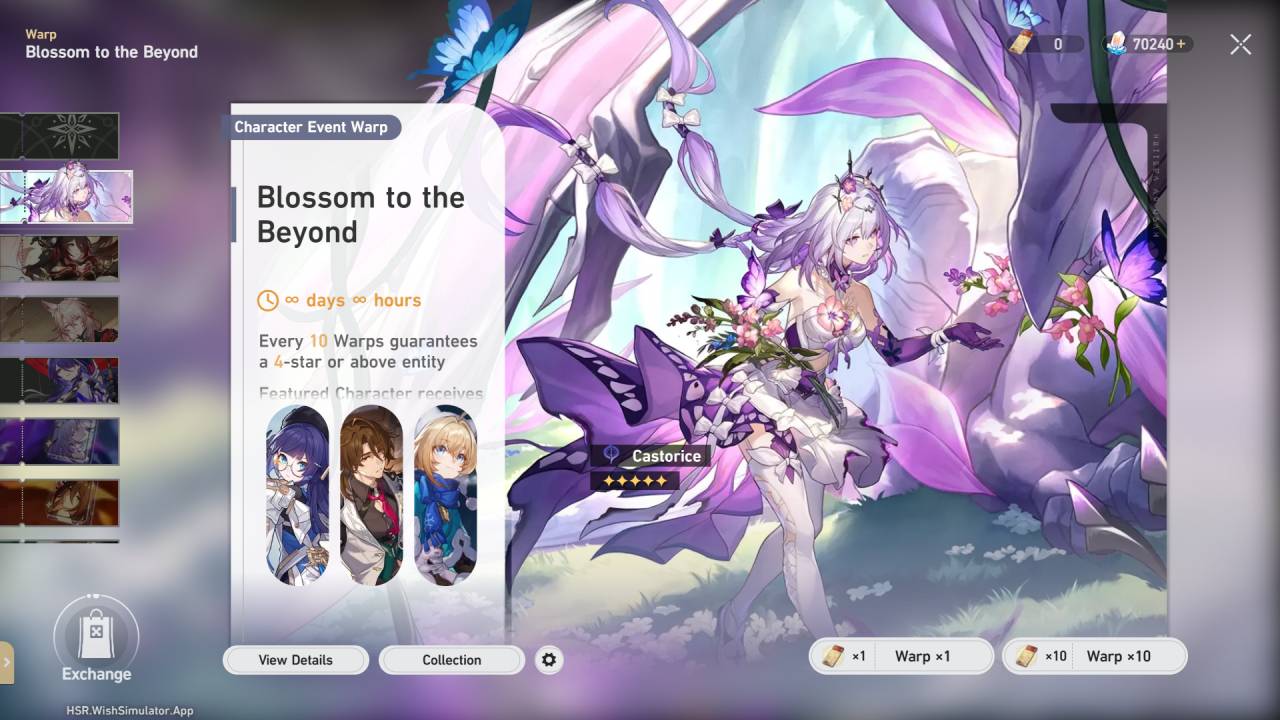 Warp
Blossom to the Beyond
0
70240 +
Character Event Warp
Blossom to the
Beyond
∞ days ∞ hours
Every 10 Warps guarantees
a 4-star or above entity
Featured Character receives
Castorice
×1 Warp ×1
×10 Warp ×10
View Details
Collection
Exchange
HSR.WishSimulator.App